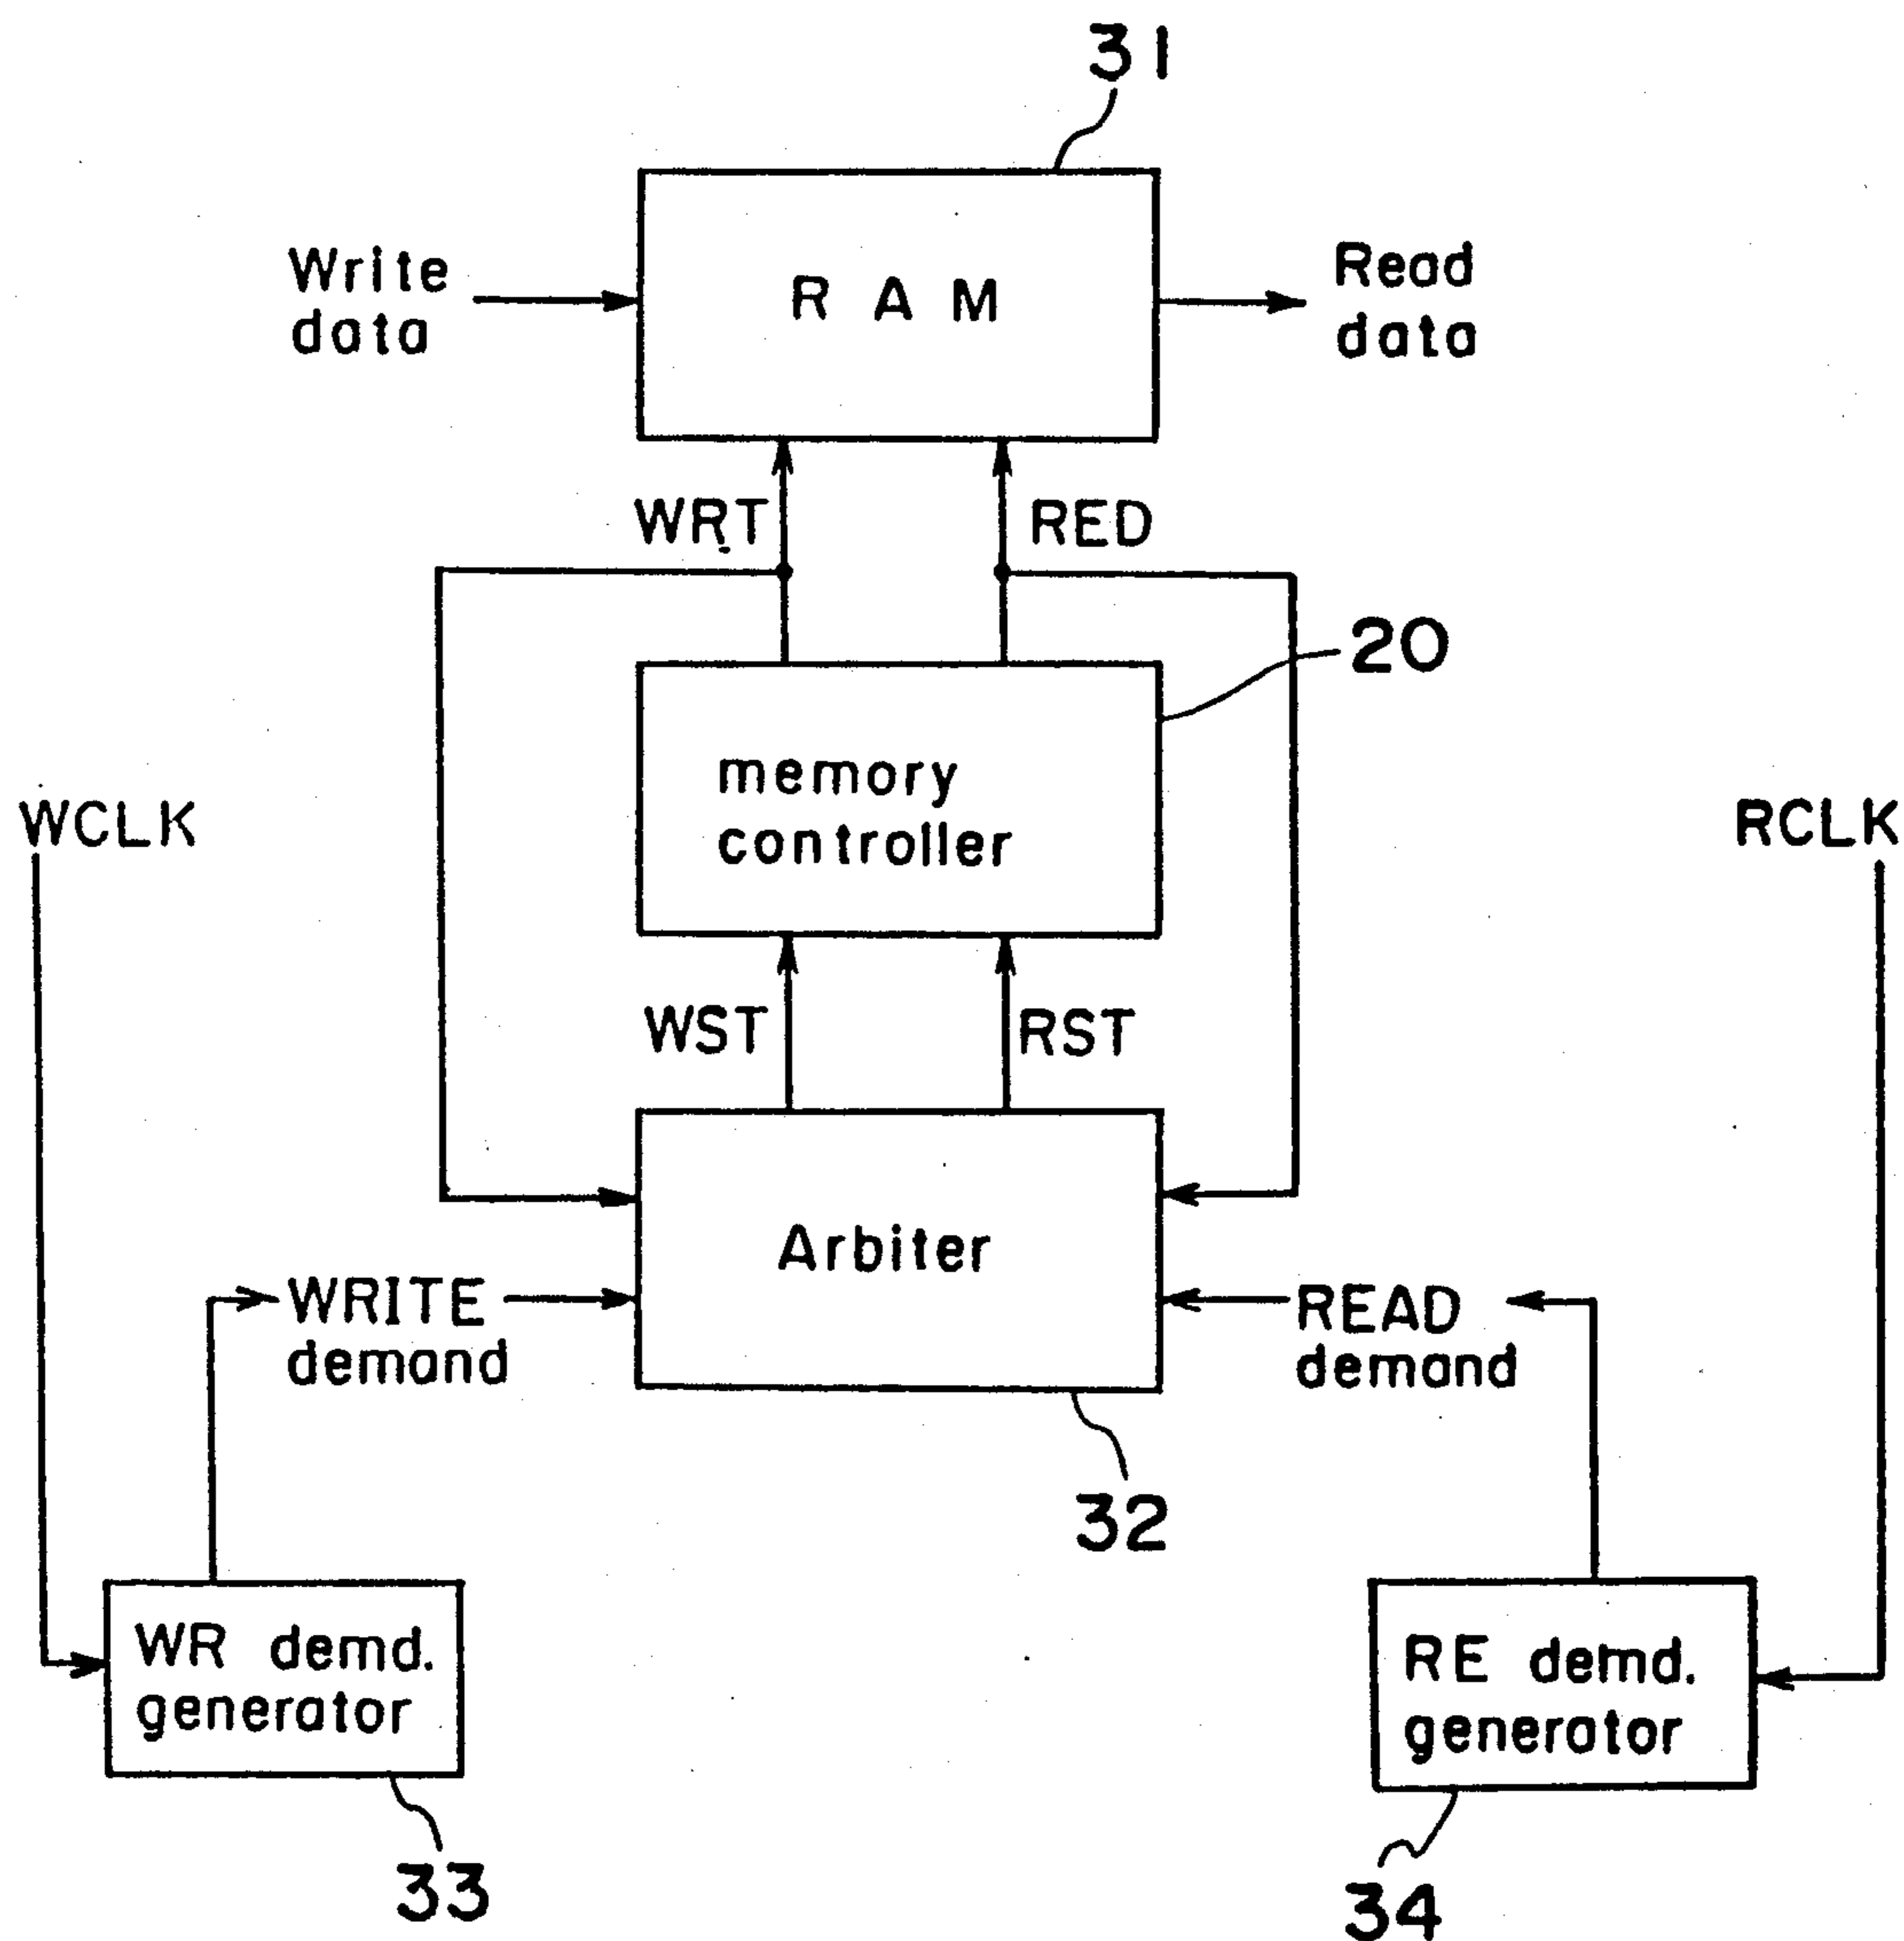 31
Write
data
R A M
Read
data
WRT
RED
20
memory
controller
WCLK
RCLK
WST
RST
Arbiter
WRITE
demand
READ
demand
32
WR demd.
generator
RE demd.
generator
33
34